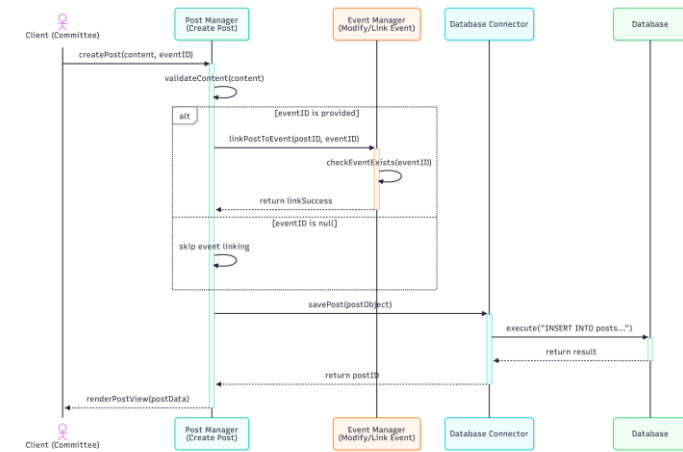 Client (Committee)
Post Manager
(Create Post)
Event Manager
(Modify/Link Event)
Database Connector
Database
createPost(content, eventID)
validateContent(content)
alt
[eventID is provided]
linkPostToEvent(postID, eventID)
checkEventExists(eventID)
return linkSuccess
[eventID is null]
skip event linking
savePost(postObject)
execute("INSERT INTO posts...")
return result
return postID
renderPostView(postData)
Client (Committee)
Post Manager
(Create Post)
Event Manager
(Modify/Link Event)
Database Connector
Database